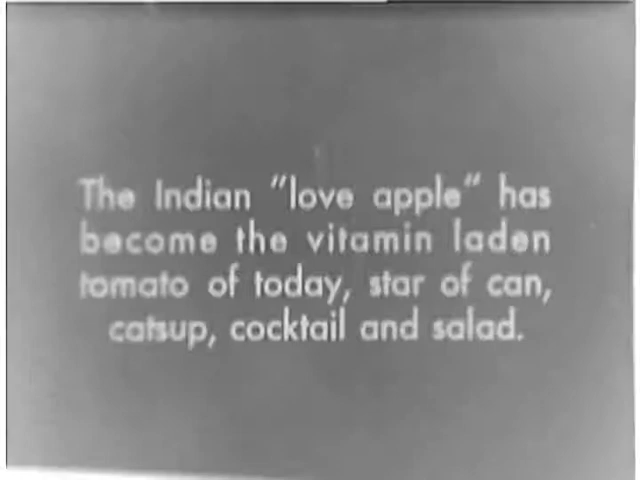 The Indian "love apple" has
become the vitamin laden
tomato of today, star of can,
catsup, cocktail and salad.